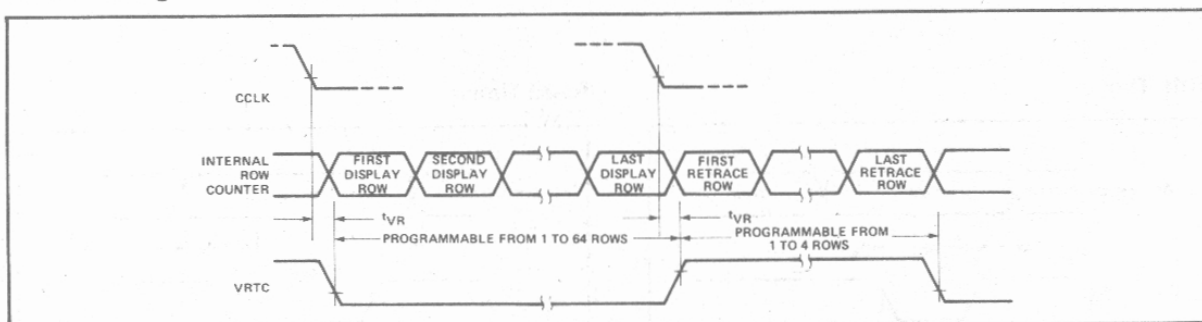 CCLK
INTERNAL
ROW
COUNTER
FIRST
DISPLAY
ROW
SECOND
DISPLAY
ROW
LAST
DISPLAY
ROW
FIRST
RETRACE
ROW
LAST
RETRACE
ROW
tVR
PROGRAMMABLE FROM 1 TO 64 ROWS
tVR
PROGRAMMABLE FROM
1 TO 4 ROWS
VRTC